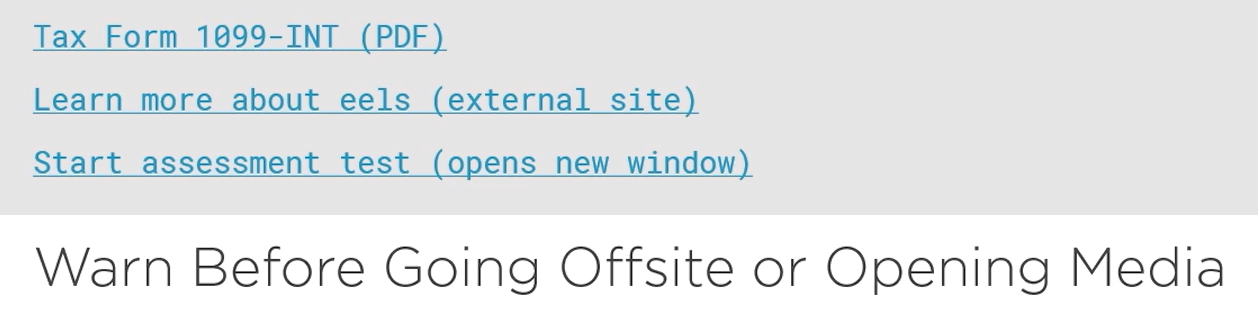 Tax Form 1099-INT (PDF)
Learn more about eels (external site)
Start assessment test (opens new window)
Warn Before Going Offsite or Opening Media